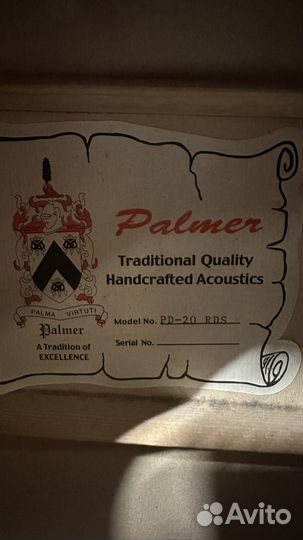 Palmer
Traditional Quality
Handcrafted Acoustics
Model No. PD-20 RDS
Serial No.
PALMA VIRTUTI
Palmer
A Tradition of
EXCELLENCE
Avito